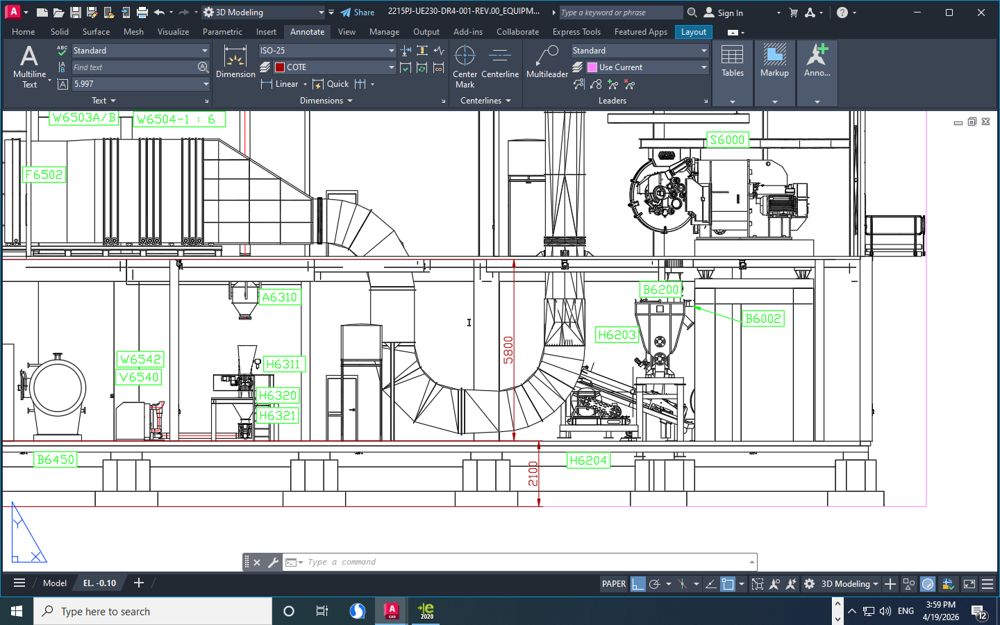 3D Modeling
Share
2215PJ-UE230-DR4-001-REV.00_EQUIPM...
Type a keyword or phrase
Sign In
Home
Solid
Surface
Mesh
Visualize
Parametric
Insert
Annotate
View
Manage
Output
Add-ins
Collaborate
Express Tools
Featured Apps
Layout
Multiline Text
ABC
Standard
Find text
5.997
Text
Dimension
ISO-25
COTE
Linear
Quick
Dimensions
Center Mark
Centerline
Centerlines
Multileader
Standard
Use Current
Leaders
Tables
Markup
Anno...
W6503A/B
W6504-1 : 6
F6502
S6000
A6310
B6200
B6002
H6203
W6542
V6540
H6311
H6320
H6321
5800
B6450
H6204
2100
Y
X
Type a command
Model
EL. -0.10
PAPER
3D Modeling
Type here to search
A CAD
e 2020
ENG
3:59 PM
4/19/2026
12